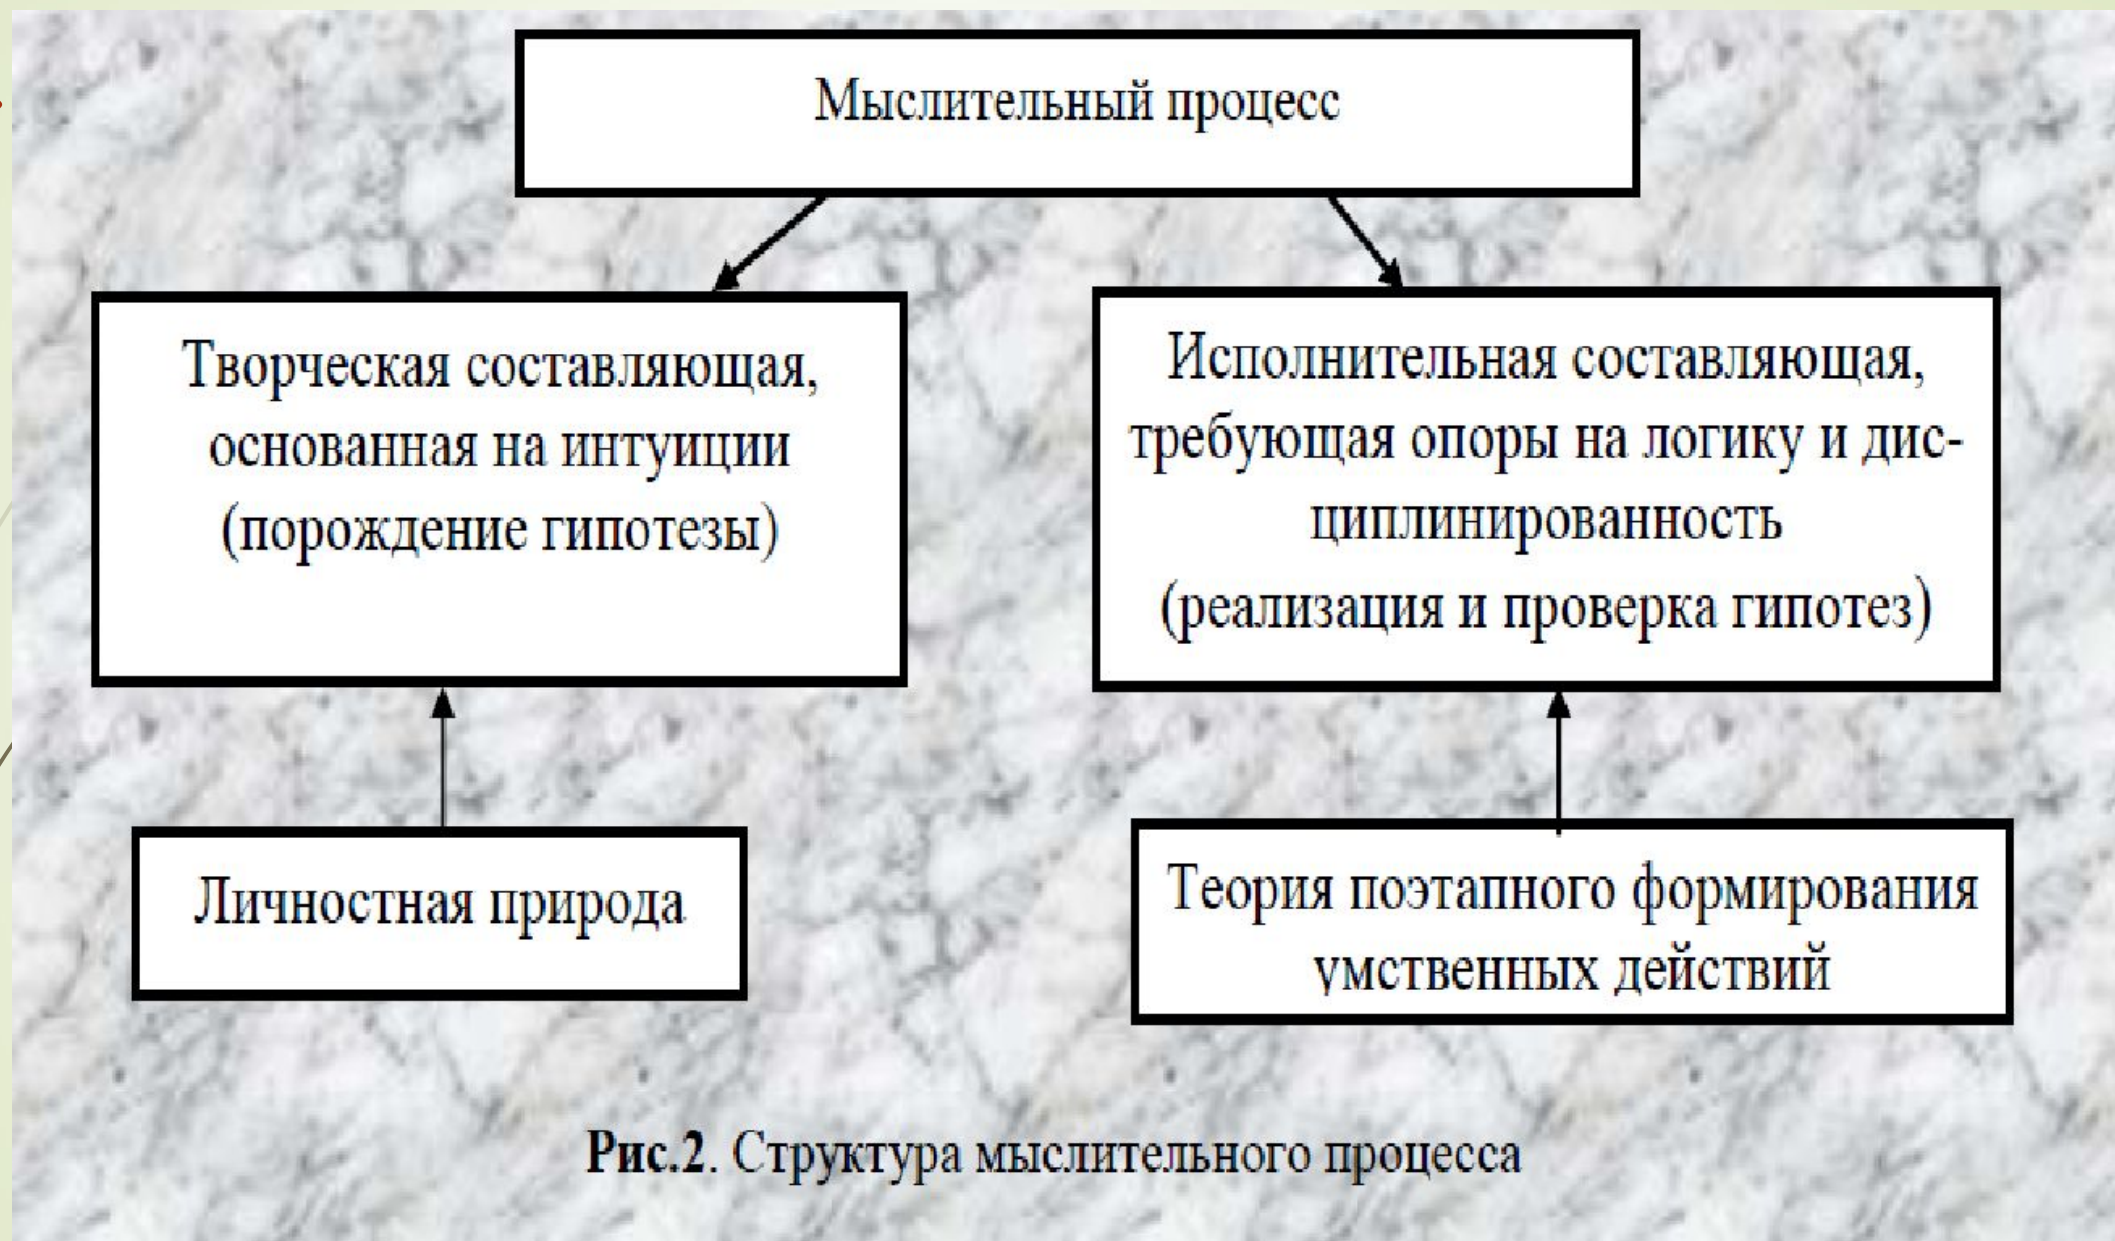 Мыслительный процесс
Творческая составляющая,
основанная на интуиции
(порождение гипотезы)
Исполнительная составляющая,
требующая опоры на логику и дис-
циплинированность
(реализация и проверка гипотез)
Личностная природа
Теория поэтапного формирования
умственных действий
Рис.2. Структура мыслительного процесса